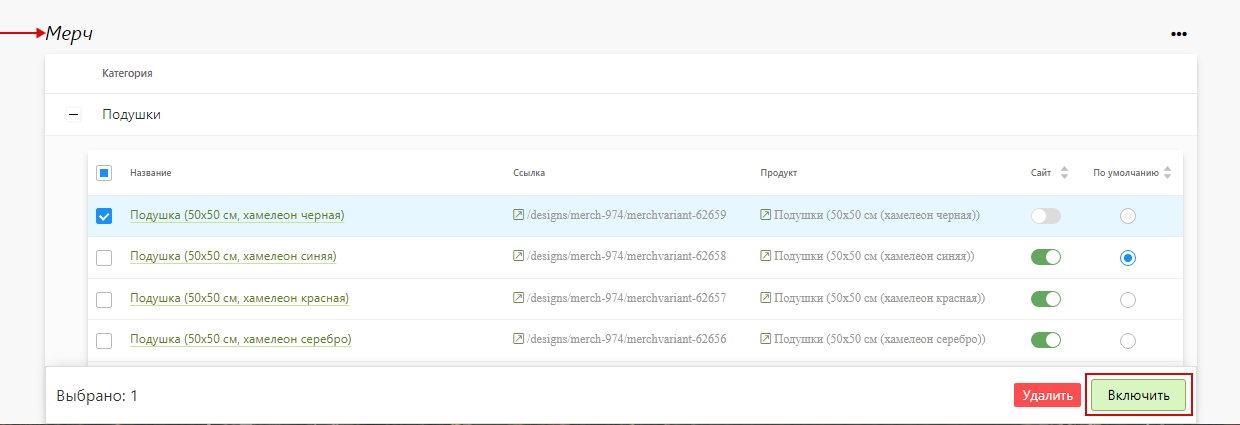 Мерч
Категория
Подушки
Название Ссылка Продукт Сайт По умолчанию
Подушка (50x50 см, хамелеон черная) /designs/merch-974/merchvariant-62659 Подушки (50x50 см (хамелеон черная))
Подушка (50x50 см, хамелеон синяя) /designs/merch-974/merchvariant-62658 Подушки (50x50 см (хамелеон синяя))
Подушка (50x50 см, хамелеон красная) /designs/merch-974/merchvariant-62657 Подушки (50x50 см (хамелеон красная))
Подушка (50x50 см, хамелеон серебро) /designs/merch-974/merchvariant-62656 Подушки (50x50 см (хамелеон серебро))
Выбрано: 1 Удалить Включить